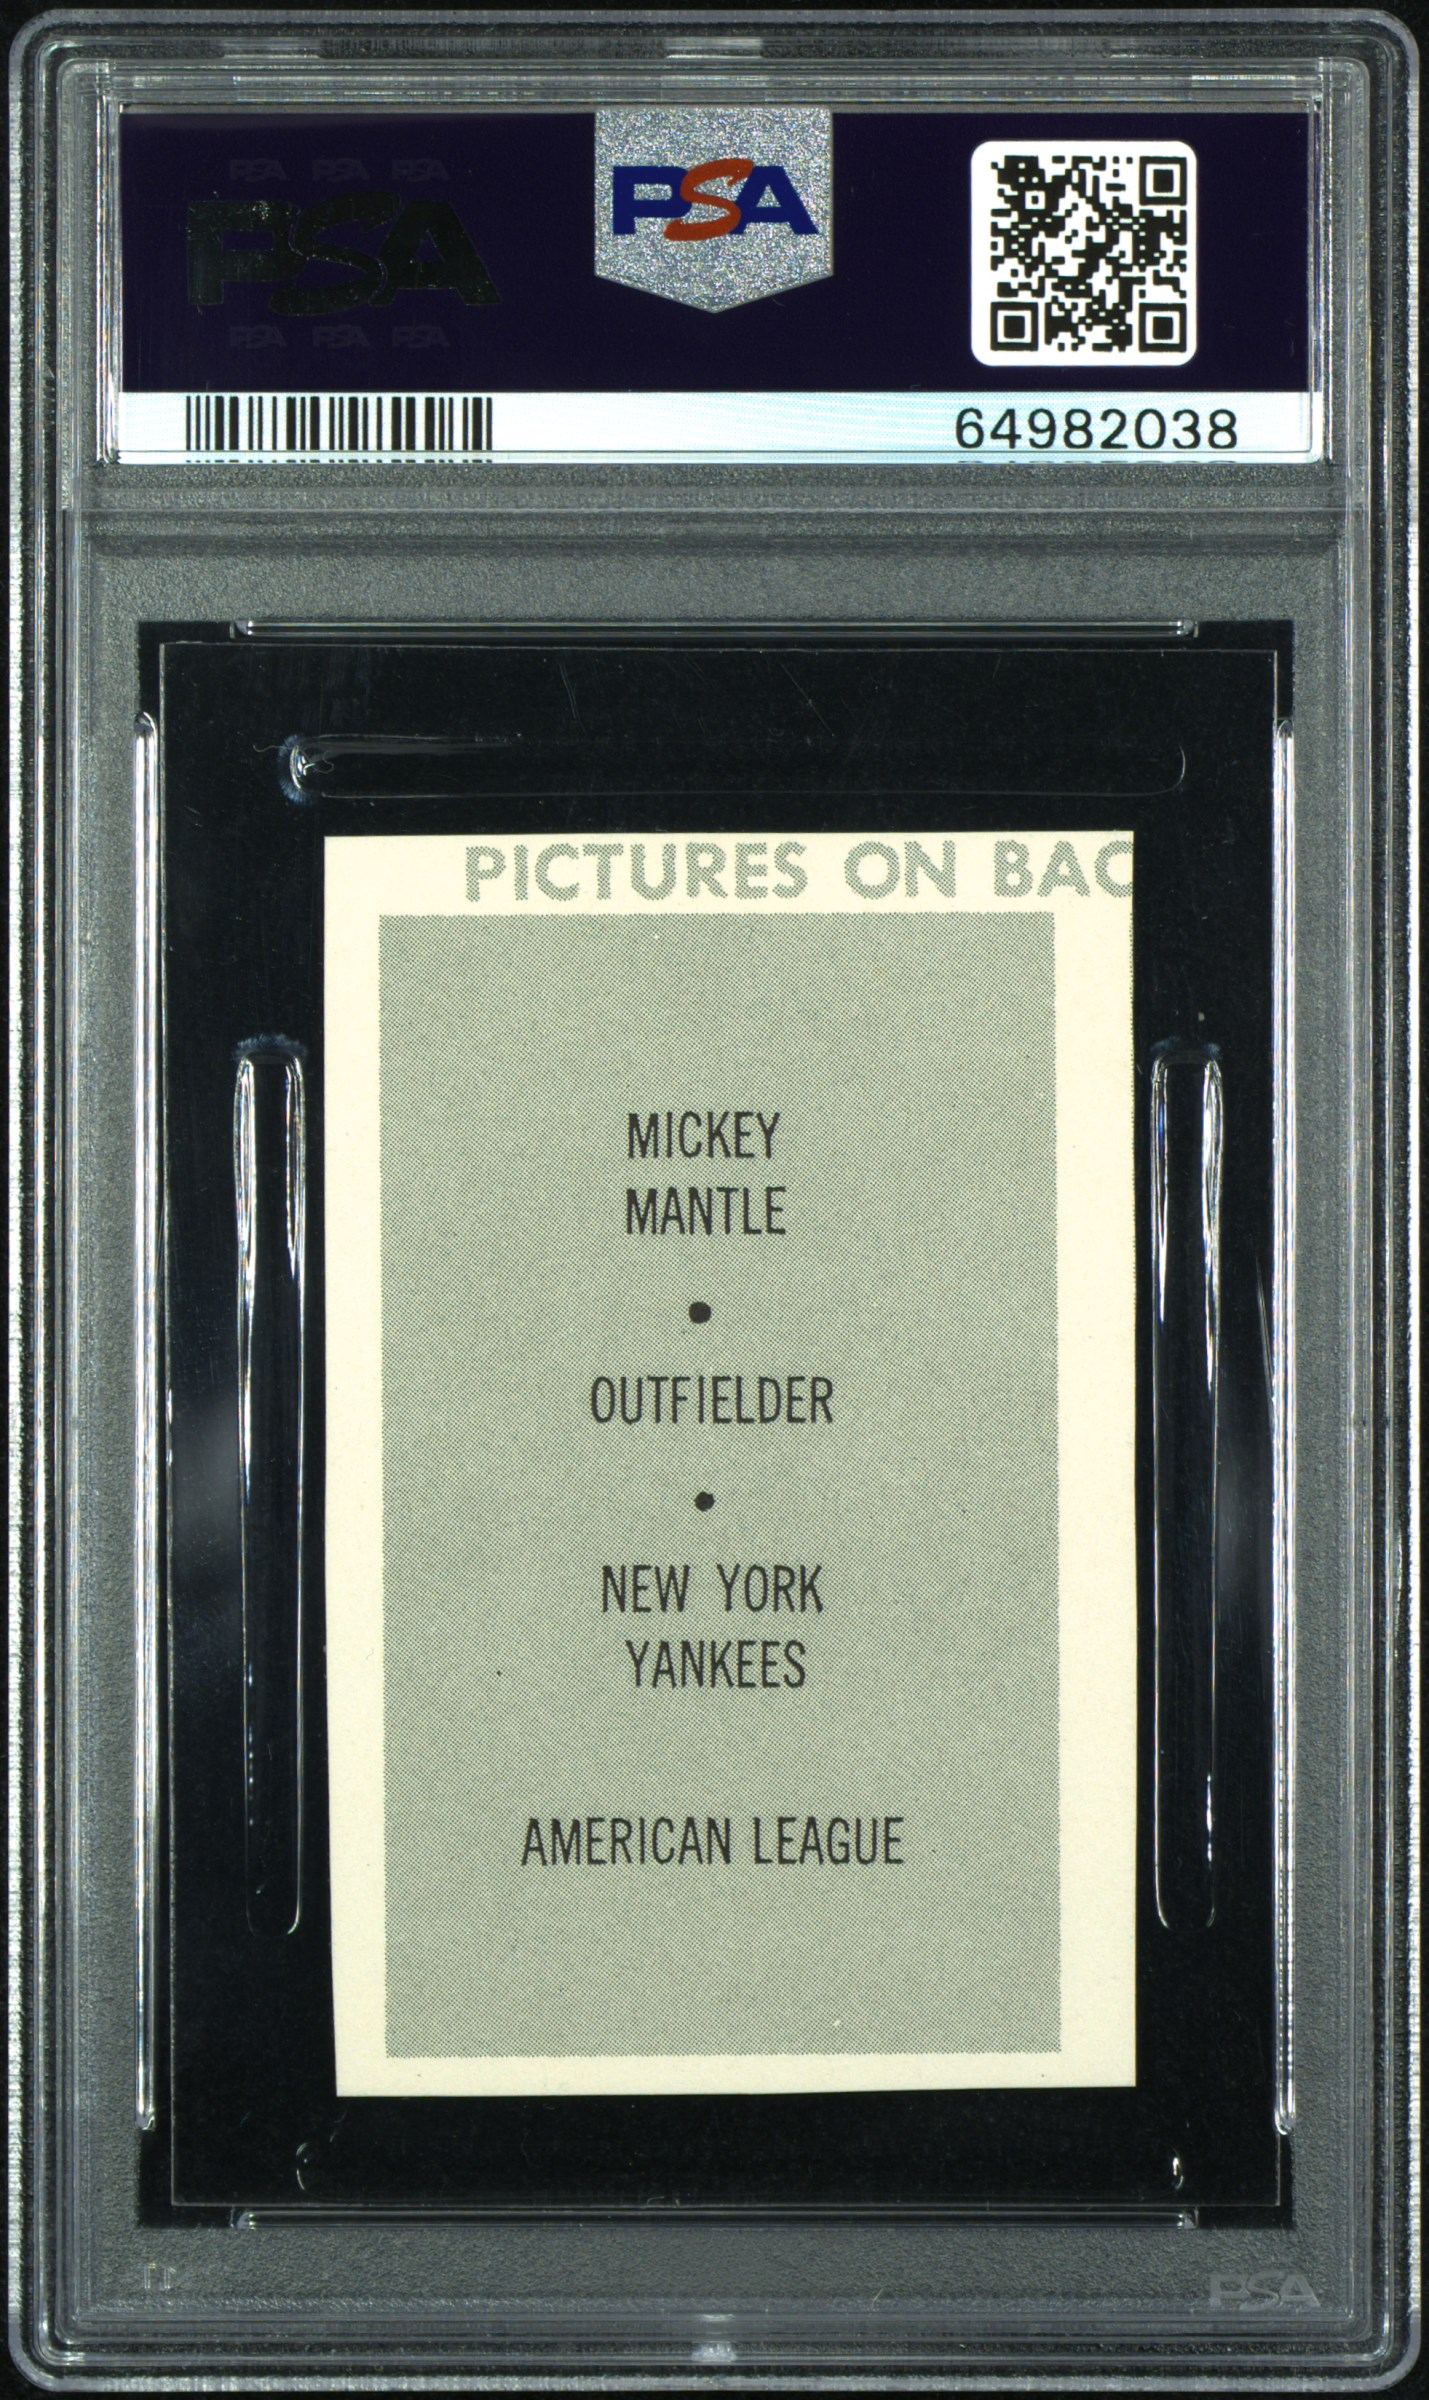 PSA PSA PSA
PSA
PSA PSA PSA
PSA
64982038
PICTURES ON BAC
MICKEY
MANTLE
•
OUTFIELDER
•
NEW YORK
YANKEES
AMERICAN LEAGUE
PSA